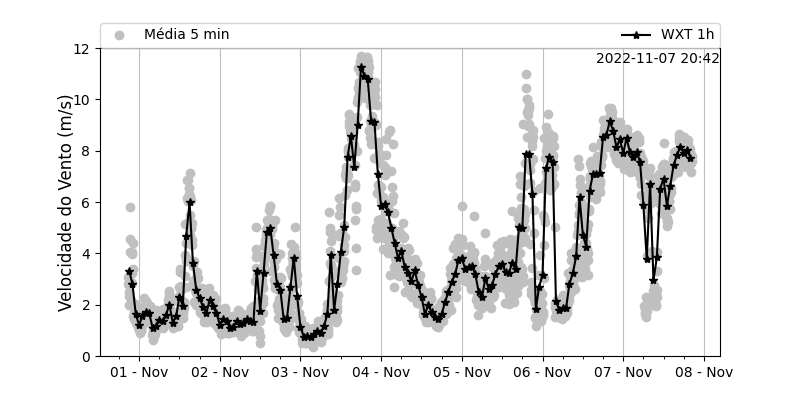 Média 5 min
WXT 1h
2022-11-07 20:42
Velocidade do Vento (m/s)
12
10
8
6
4
2
0
01 - Nov
02 - Nov
03 - Nov
04 - Nov
05 - Nov
06 - Nov
07 - Nov
08 - Nov